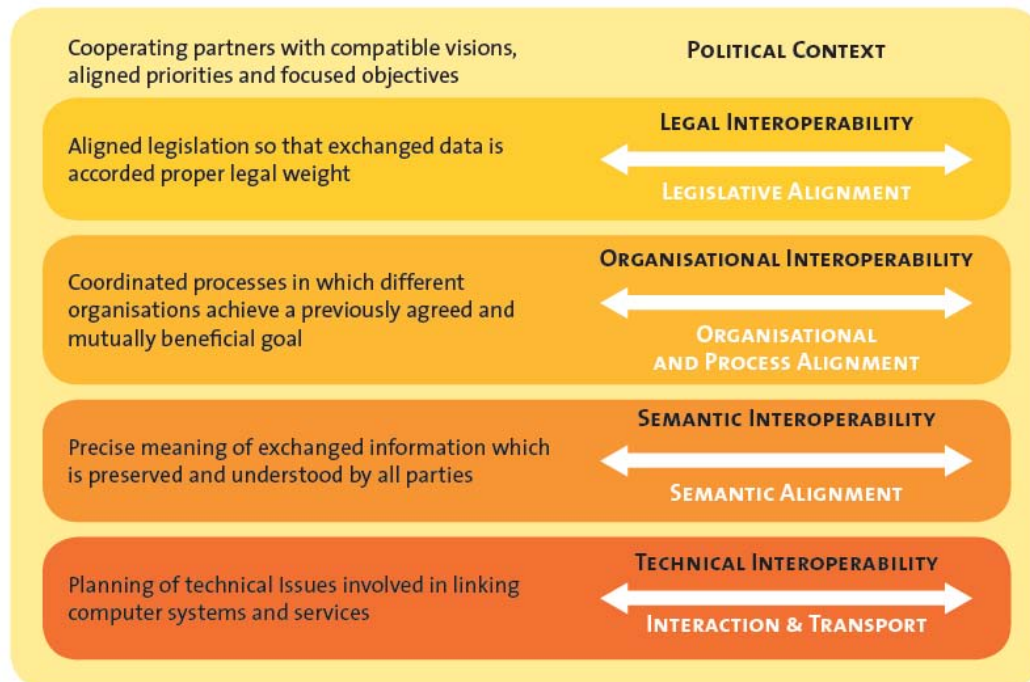 Cooperating partners with compatible visions,
aligned priorities and focused objectives
POLITICAL CONTEXT
Aligned legislation so that exchanged data is
accorded proper legal weight
LEGAL INTEROPERABILITY
LEGISLATIVE ALIGNMENT
Coordinated processes in which different
organisations achieve a previously agreed and
mutually beneficial goal
ORGANISATIONAL INTEROPERABILITY
ORGANISATIONAL
AND PROCESS ALIGNMENT
Precise meaning of exchanged information which
is preserved and understood by all parties
SEMANTIC INTEROPERABILITY
SEMANTIC ALIGNMENT
Planning of technical Issues involved in linking
computer systems and services
TECHNICAL INTEROPERABILITY
INTERACTION & TRANSPORT